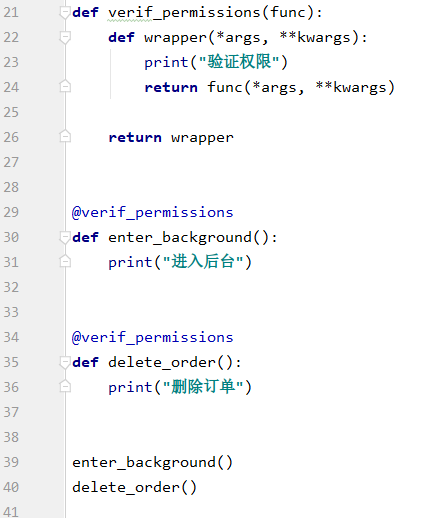 21 def verif_permissions(func):
22     def wrapper(*args, **kwargs):
23         print("验证权限")
24         return func(*args, **kwargs)
25
26     return wrapper
27
28
29 @verif_permissions
30 def enter_background():
31     print("进入后台")
32
33
34 @verif_permissions
35 def delete_order():
36     print("删除订单")
37
38
39 enter_background()
40 delete_order()
41